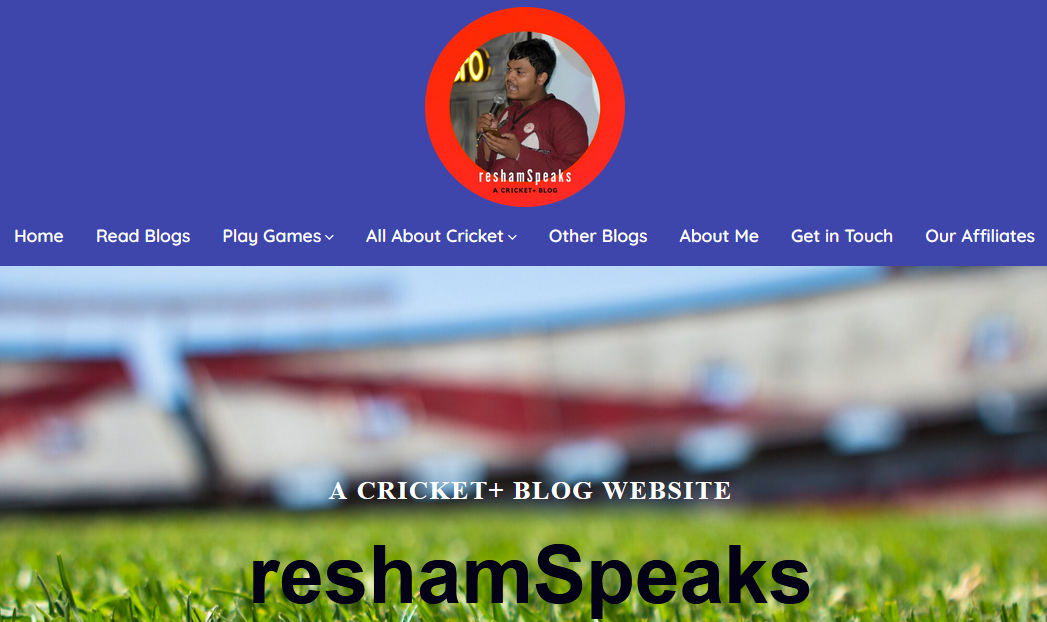 reshamSpeaks
A CRICKET+ BLOG
Home Read Blogs Play Games All About Cricket Other Blogs About Me Get in Touch Our Affiliates
A CRICKET+ BLOG WEBSITE
reshamSpeaks